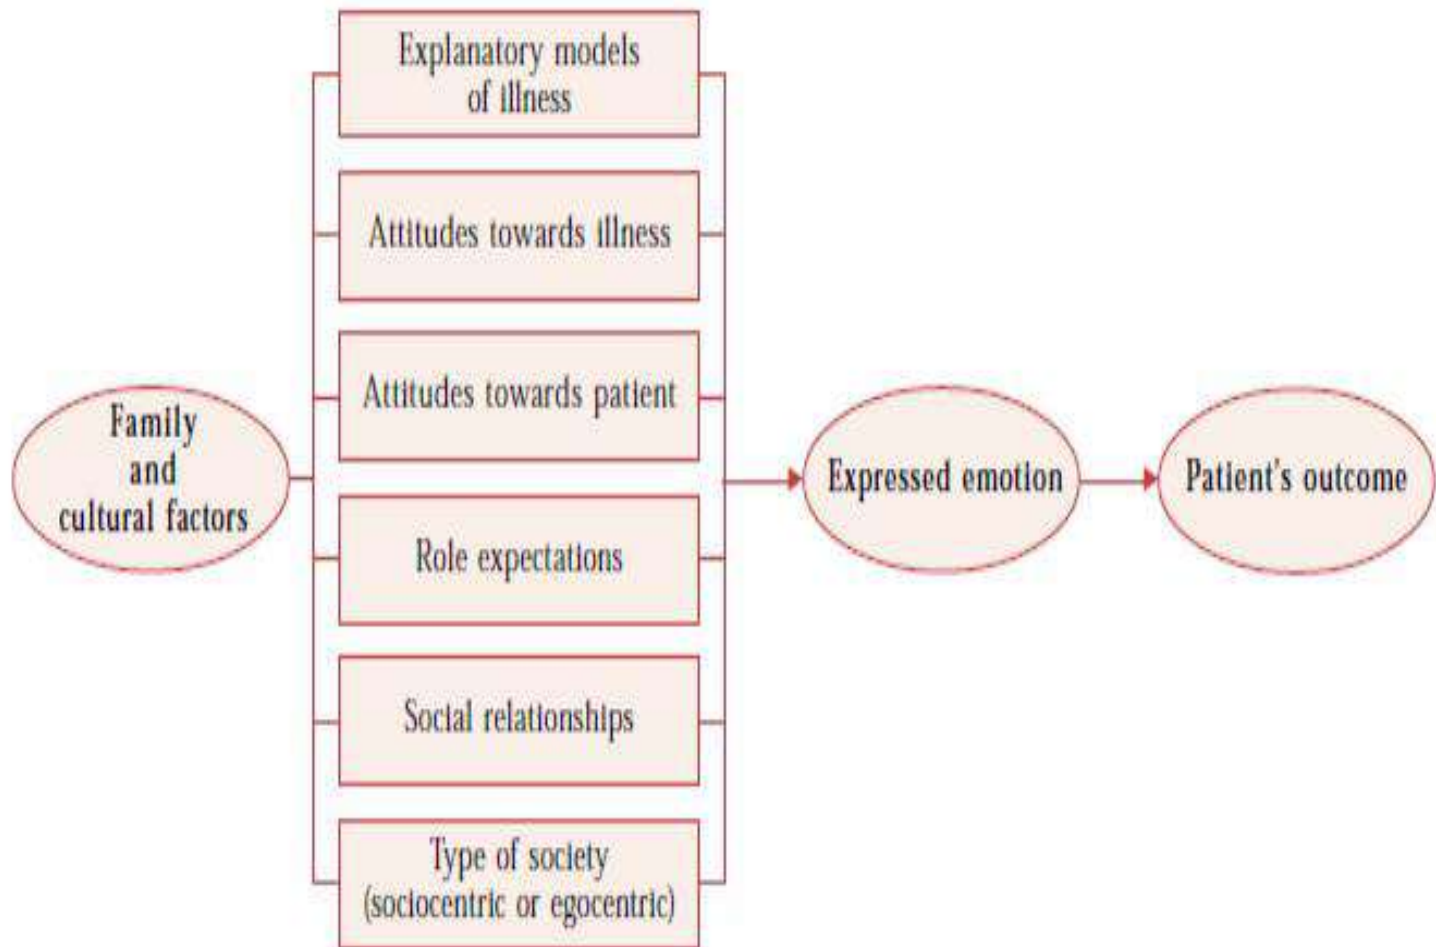 Family
and
cultural factors
Explanatory models
of illness
Attitudes towards illness
Attitudes towards patient
Role expectations
Social relationships
Type of society
(sociocentric or egocentric)
Expressed emotion
Patient's outcome